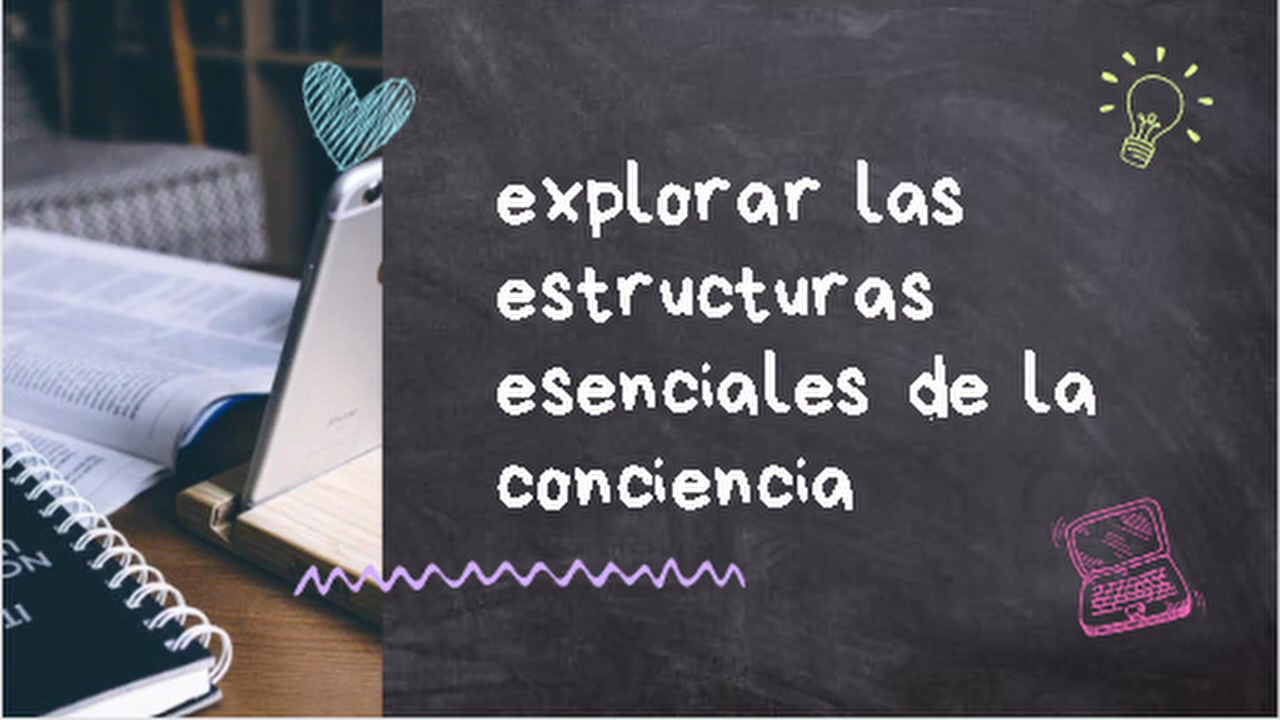 explorar las
estructuras
esenciales de la
conciencia